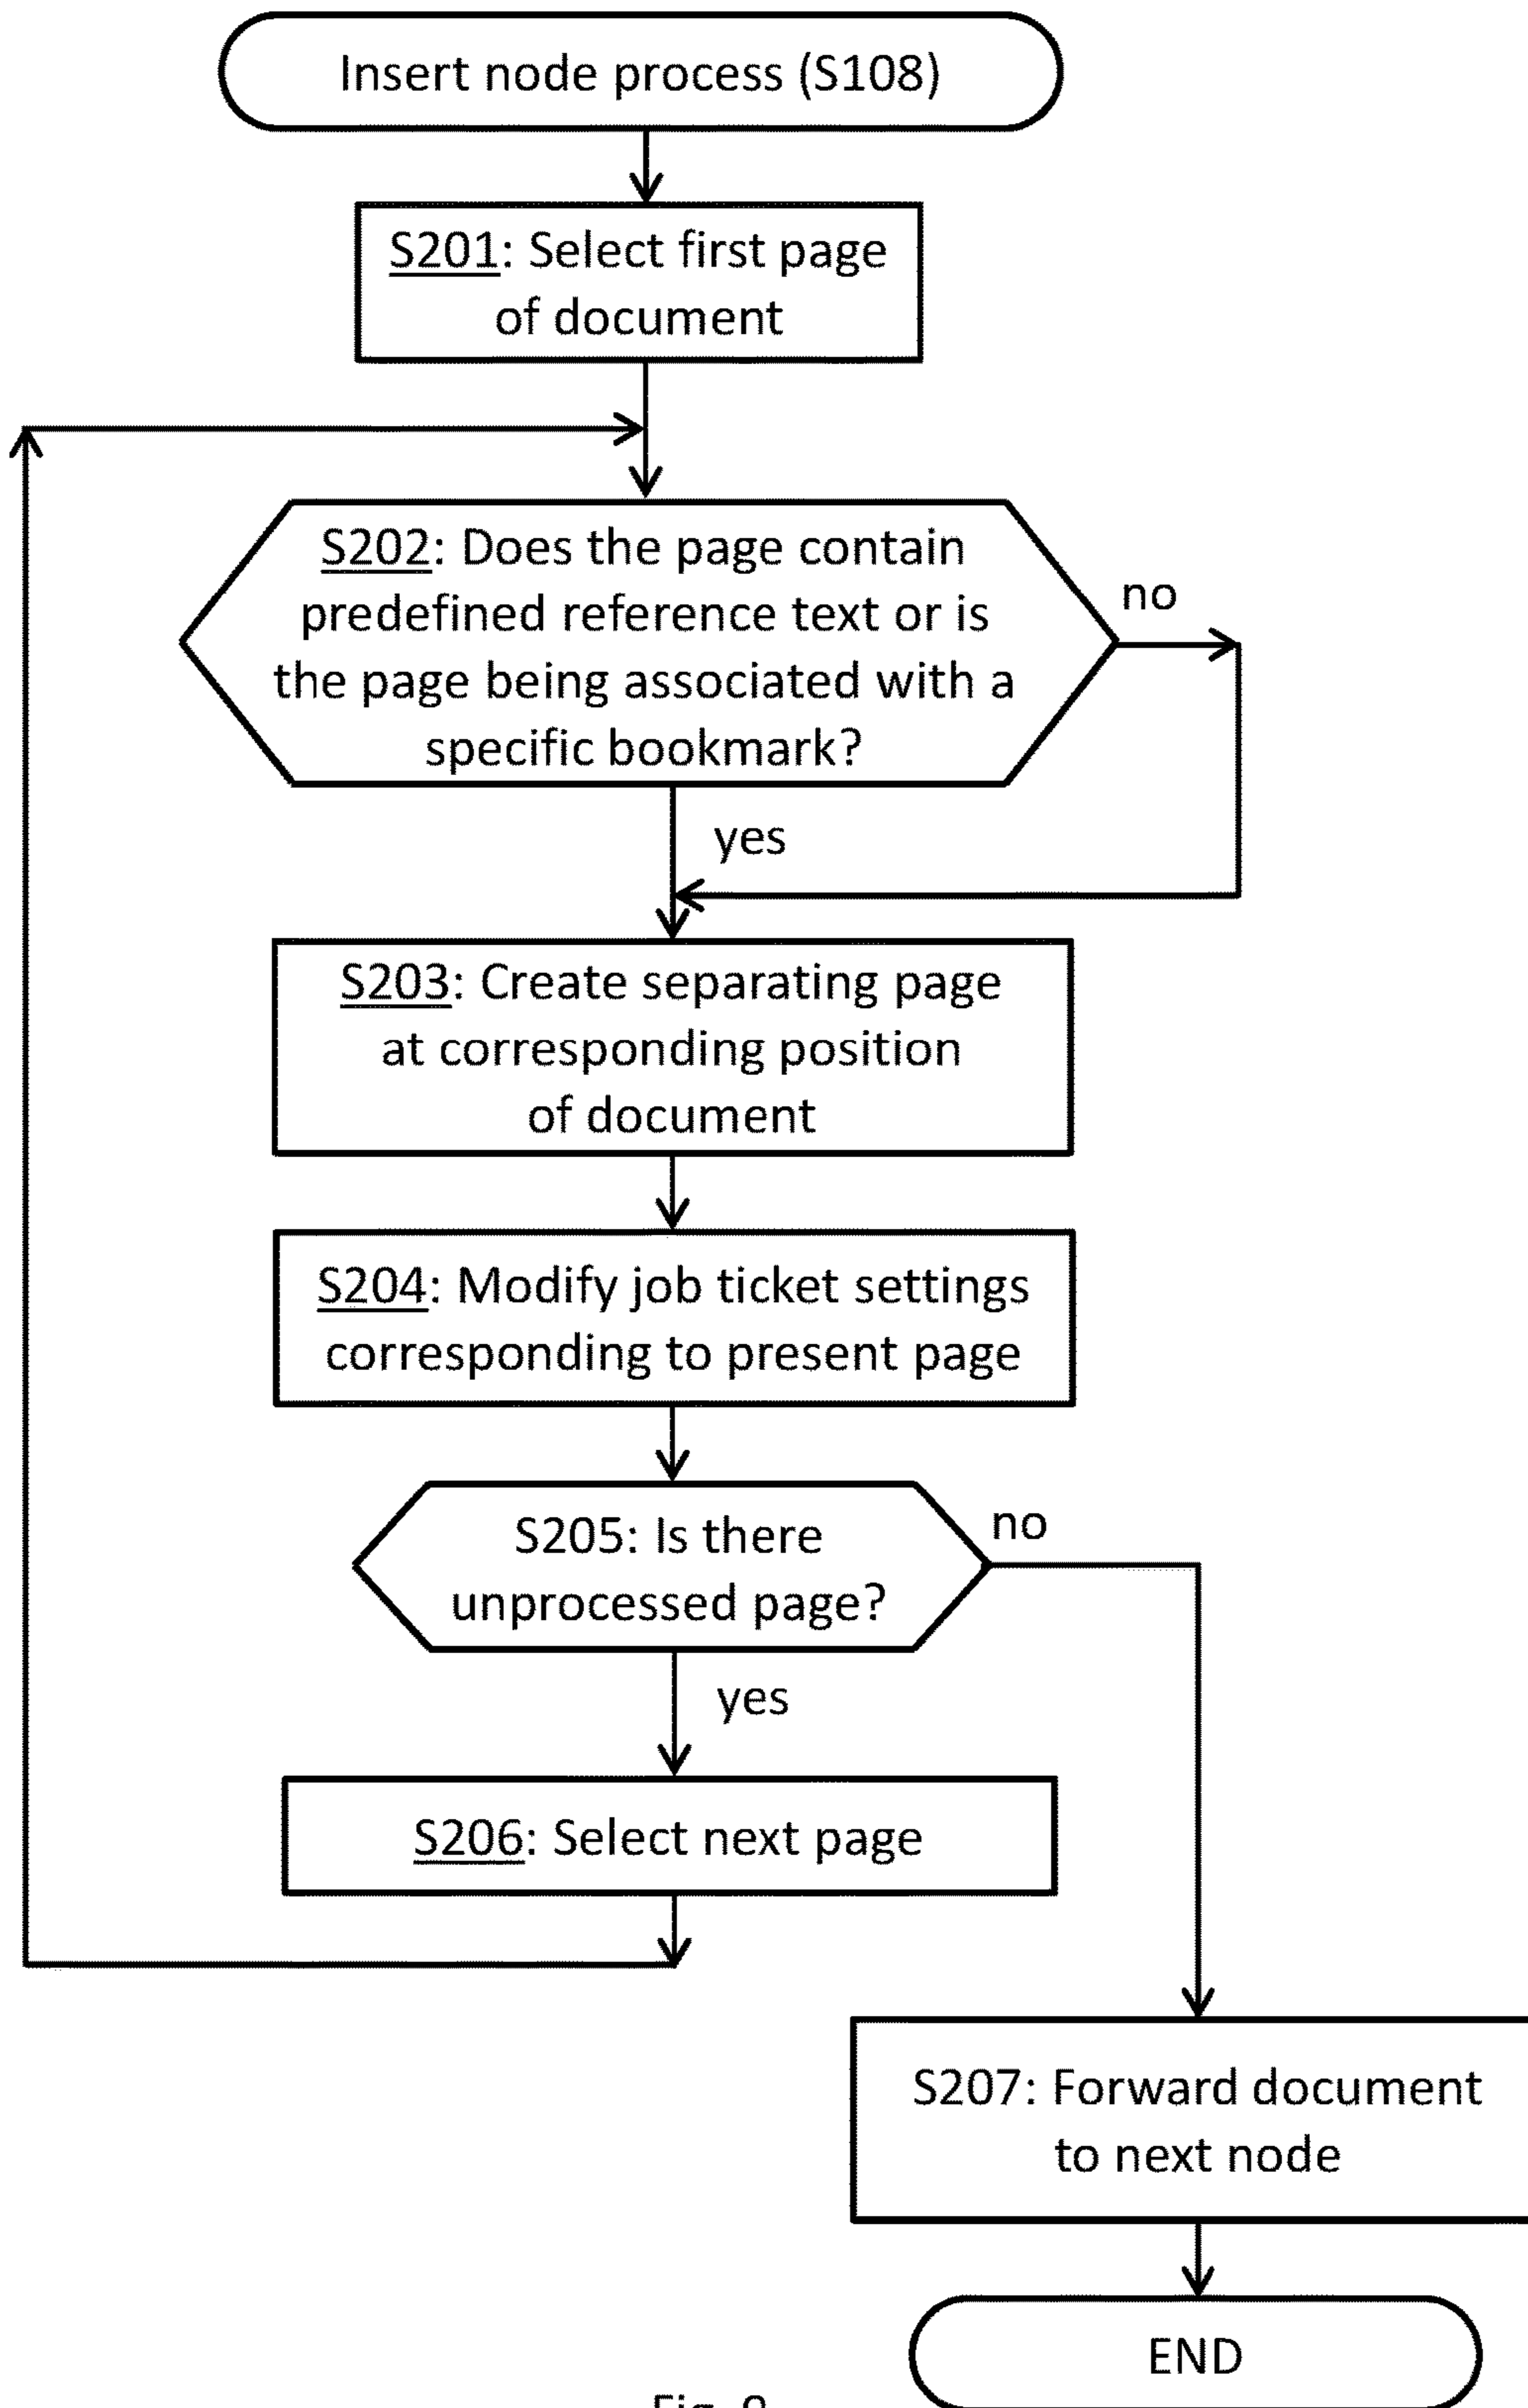 Insert node process (S108)
S201: Select first page
of document
S202: Does the page contain
predefined reference text or is
the page being associated with a
specific bookmark?
no
yes
S203: Create separating page
at corresponding position
of document
S204: Modify job ticket settings
corresponding to present page
S205: Is there
unprocessed page?
no
yes
S206: Select next page
S207: Forward document
to next node
END
Fig.